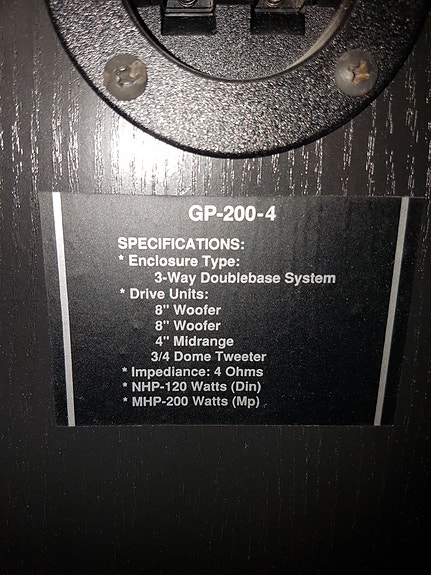 GP-200-4
SPECIFICATIONS:
* Enclosure Type:
3-Way Doublebase System
* Drive Units:
8" Woofer
8" Woofer
4" Midrange
3/4 Dome Tweeter
* Impediance: 4 Ohms
* NHP-120 Watts (Din)
* MHP-200 Watts (Mp)